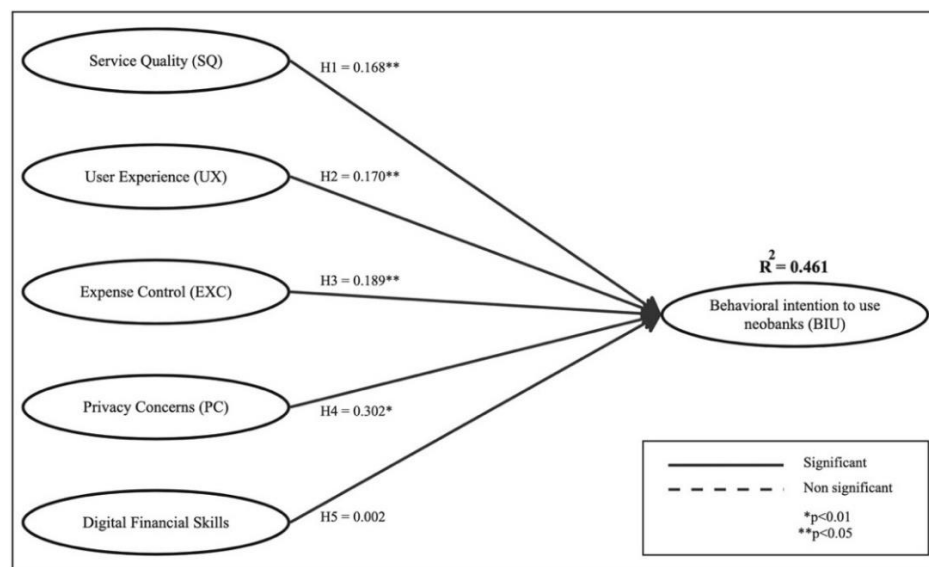 Service Quality (SQ)
H1 = 0.168**
User Experience (UX)
H2 = 0.170**
Expense Control (EXC)
H3 = 0.189**
R² = 0.461
Behavioral intention to use
neobanks (BIU)
Privacy Concerns (PC)
H4 = 0.302*
Digital Financial Skills
H5 = 0.002
Significant
Non significant
*p<0.01
**p<0.05